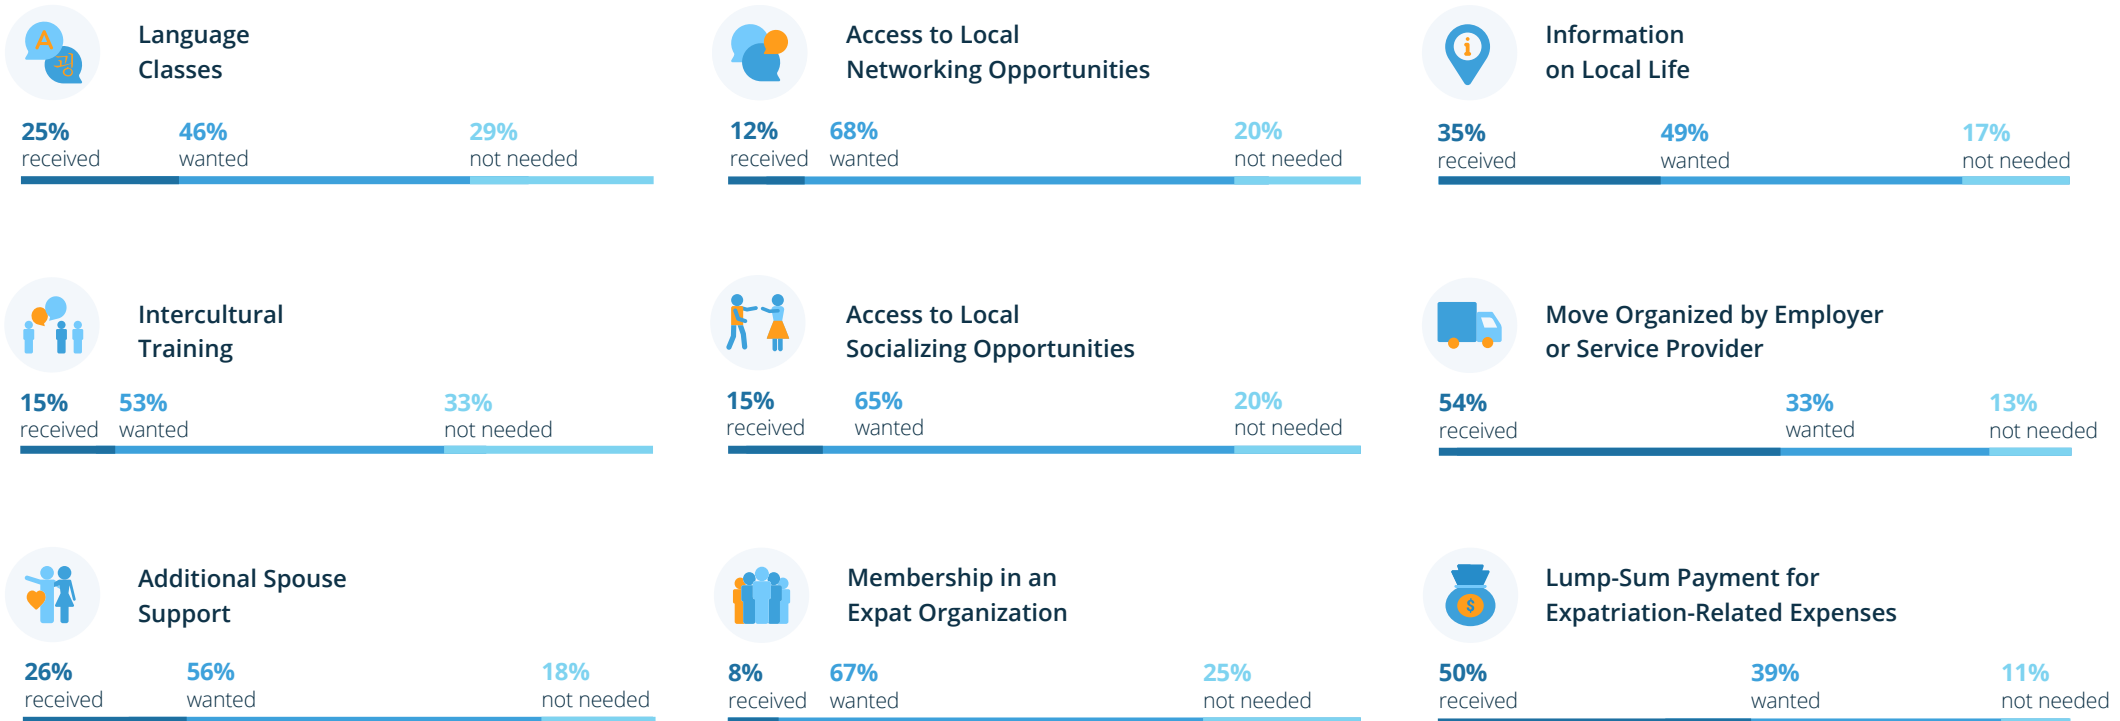 Language
Classes
25% 46% 29%
received wanted not needed
Access to Local
Networking Opportunities
12% 68% 20%
received wanted not needed
Information
on Local Life
35% 49% 17%
received wanted not needed
Intercultural
Training
15% 53% 33%
received wanted not needed
Access to Local
Socializing Opportunities
15% 65% 20%
received wanted not needed
Move Organized by Employer
or Service Provider
54% 33% 13%
received wanted not needed
Additional Spouse
Support
26% 56% 18%
received wanted not needed
Membership in an
Expat Organization
8% 67% 25%
received wanted not needed
Lump-Sum Payment for
Expatriation-Related Expenses
50% 39% 11%
received wanted not needed